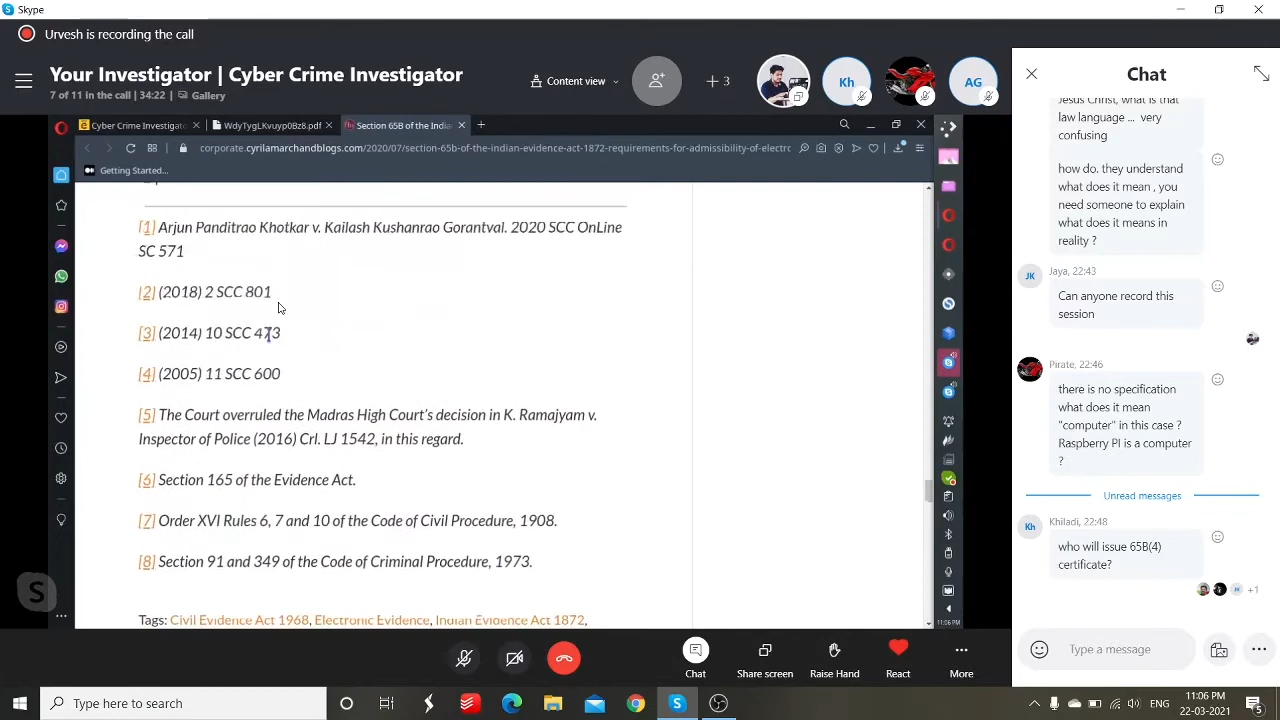 Skype
Urvesh is recording the call
Your Investigator | Cyber Crime Investigator
7 of 11 in the call | 34:22 | Gallery
Content view
+ 3
Kh
AG
Cyber Crime Investigato
WdyTygLKvuyp0Bz8.pdf
Section 65B of the India
corporate.cyrilamarchandblogs.com/2020/07/section-65b-of-the-indian-evidence-act-1872-requirements-for-admissibility-of-electro
Getting Started...
[1] Arjun Panditrao Khotkar v. Kailash Kushanrao Gorantyal. 2020 SCC OnLine
SC 571
[2] (2018) 2 SCC 801
[3] (2014) 10 SCC 473
[4] (2005) 11 SCC 600
[5] The Court overruled the Madras High Court's decision in K. Ramajyam v.
Inspector of Police (2016) Crl. LJ 1542, in this regard.
[6] Section 165 of the Evidence Act.
[7] Order XVI Rules 6, 7 and 10 of the Code of Civil Procedure, 1908.
[8] Section 91 and 349 of the Code of Criminal Procedure, 1973.
Tags: Civil Evidence Act 1968, Electronic Evidence, Indian Evidence Act 1872,
11:06 PM
Chat
Share screen
Raise Hand
React
More
Chat
Jesus Christ, what is that
law language ... very
confusing
how do. they understand
what does it mean , you
need someone to explain
what does it means in
reality ?
JK
Jaya, 22:43
Can anyone record this
session
Pirate, 22:46
there is no specification
what does it mean
"computer" in this case ?
Raspberry PI is a computer
?
Unread messages
Kh
Khiladi, 22:48
who will issue 65B(4)
certificate?
JK
+1
Type a message
Type here to search
ENG
11:06 PM
22-03-2021
5